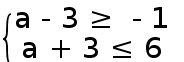 a - 3 ≥ - 1
a + 3 ≤ 6